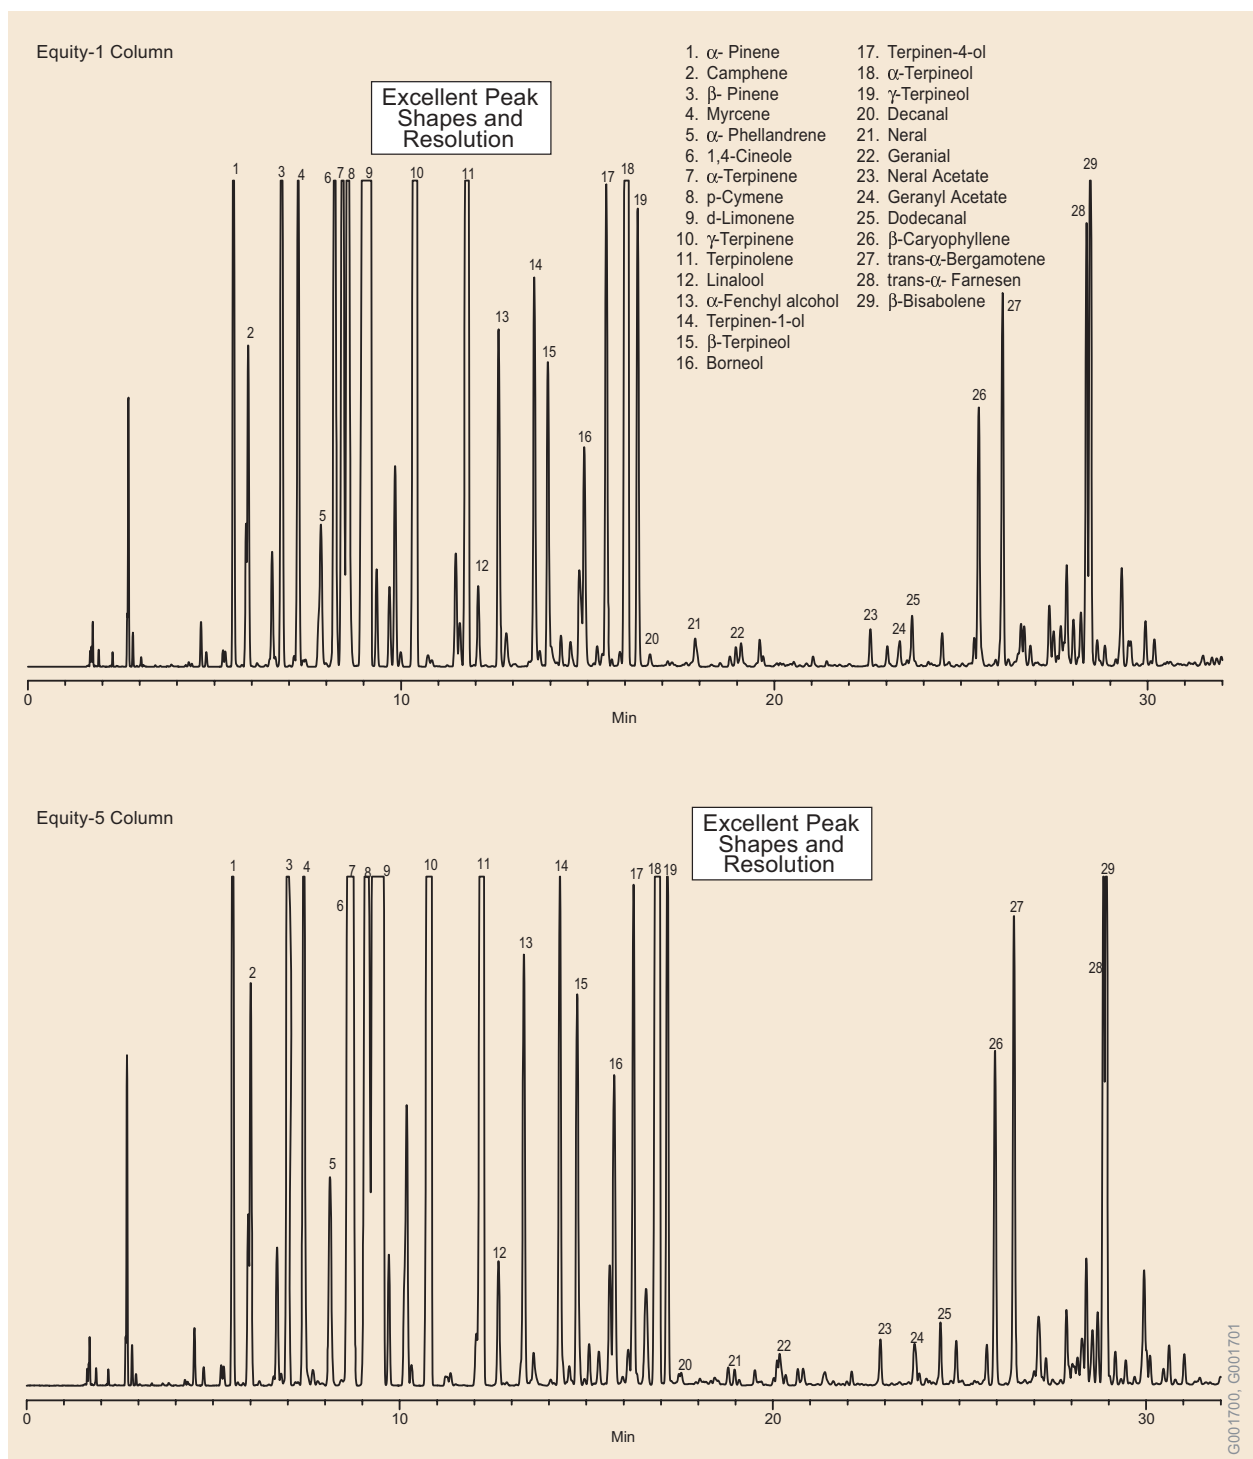 Equity-1 Column
Excellent Peak
Shapes and
Resolution
1. α- Pinene
2. Camphene
3. β- Pinene
4. Myrcene
5. α- Phellandrene
6. 1,4-Cineole
7. α-Terpinene
8. p-Cymene
9. d-Limonene
10. γ-Terpinene
11. Terpinolene
12. Linalool
13. α-Fenchyl alcohol
14. Terpinen-1-ol
15. β-Terpineol
16. Borneol
17. Terpinen-4-ol
18. α-Terpineol
19. γ-Terpineol
20. Decanal
21. Neral
22. Geranial
23. Neral Acetate
24. Geranyl Acetate
25. Dodecanal
26. β-Caryophyllene
27. trans-α-Bergamotene
28. trans-α- Farnesen
29. β-Bisabolene
1 2 3 4 5 6 7 8 9 10 11 12 13 14 15 16 17 18 19 20 21 22 23 24 25 26 27 28 29
0 10 20 30
Min
Equity-5 Column
Excellent Peak
Shapes and
Resolution
1 2 3 4 5 6 7 8 9 10 11 12 13 14 15 16 17 18 19 20 21 22 23 24 25 26 27 28 29
0 10 20 30
Min
G001700, G001701